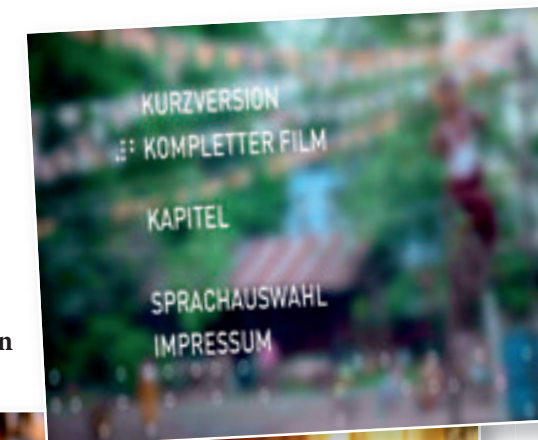 KURZVERSION
KOMPLETTER FILM
KAPITEL
SPRACHAUSWAHL
IMPRESSUM
n